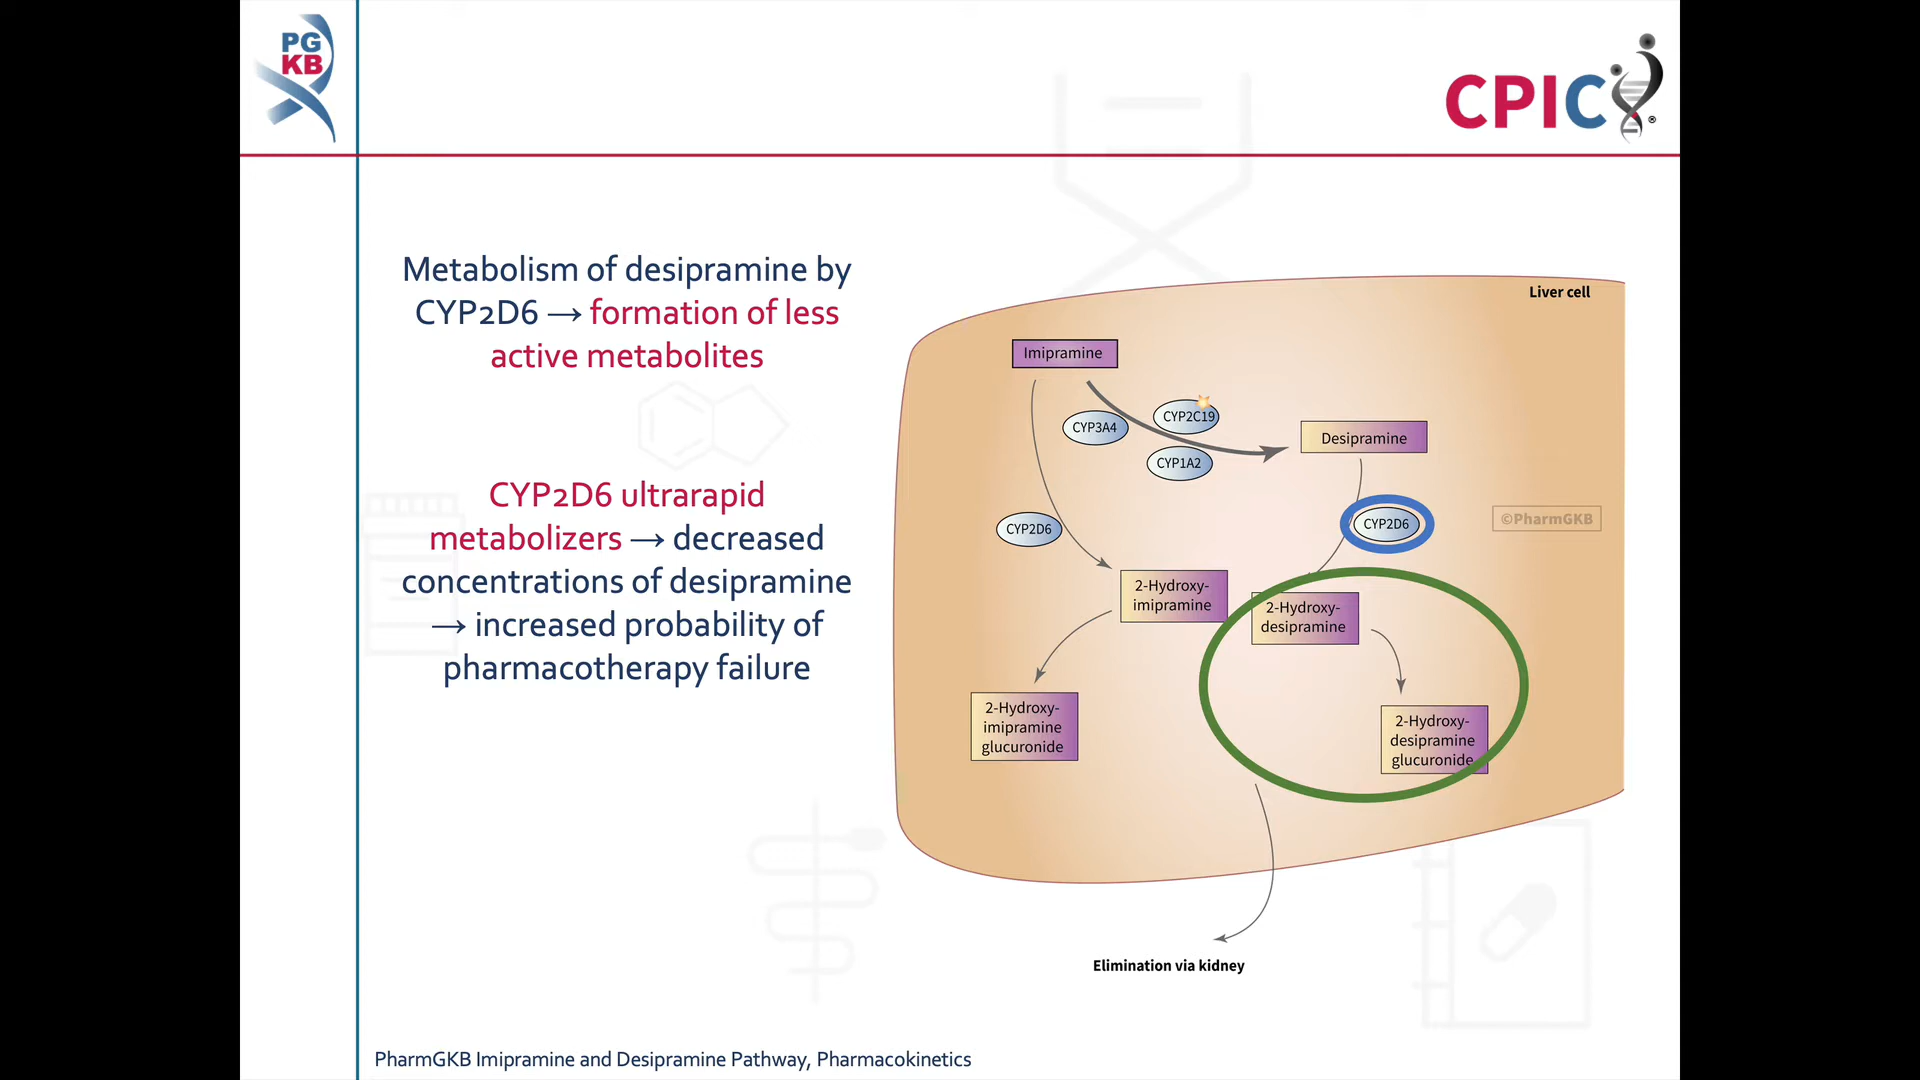 PG
KB
CPIC®
Metabolism of desipramine by
CYP2D6 → formation of less
active metabolites
CYP2D6 ultrarapid
metabolizers → decreased
concentrations of desipramine
→ increased probability of
pharmacotherapy failure
Liver cell
Imipramine
CYP2C19
CYP3A4
CYP1A2
Desipramine
CYP2D6
CYP2D6
©PharmGKB
2-Hydroxy-
imipramine
2-Hydroxy-
desipramine
2-Hydroxy-
imipramine
glucuronide
2-Hydroxy-
desipramine
glucuronide
Elimination via kidney
PharmGKB Imipramine and Desipramine Pathway, Pharmacokinetics